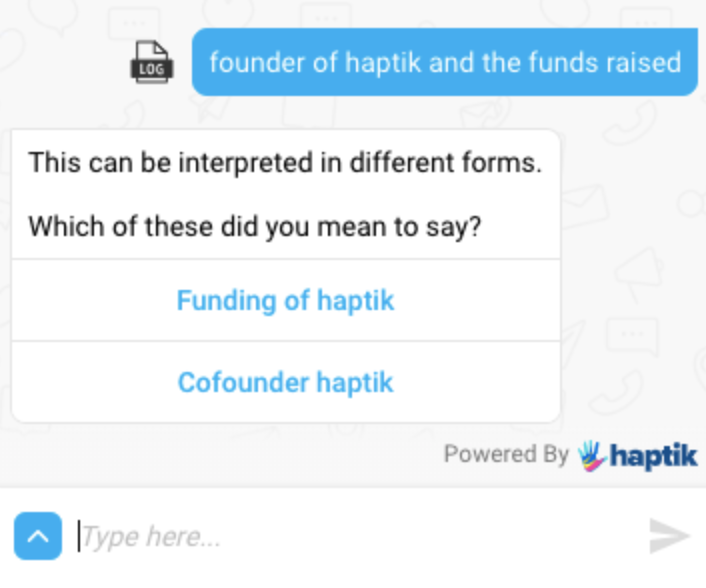 LOG
founder of haptik and the funds raised
This can be interpreted in different forms.
Which of these did you mean to say?
Funding of haptik
Cofounder haptik
Powered By haptik
Type here...